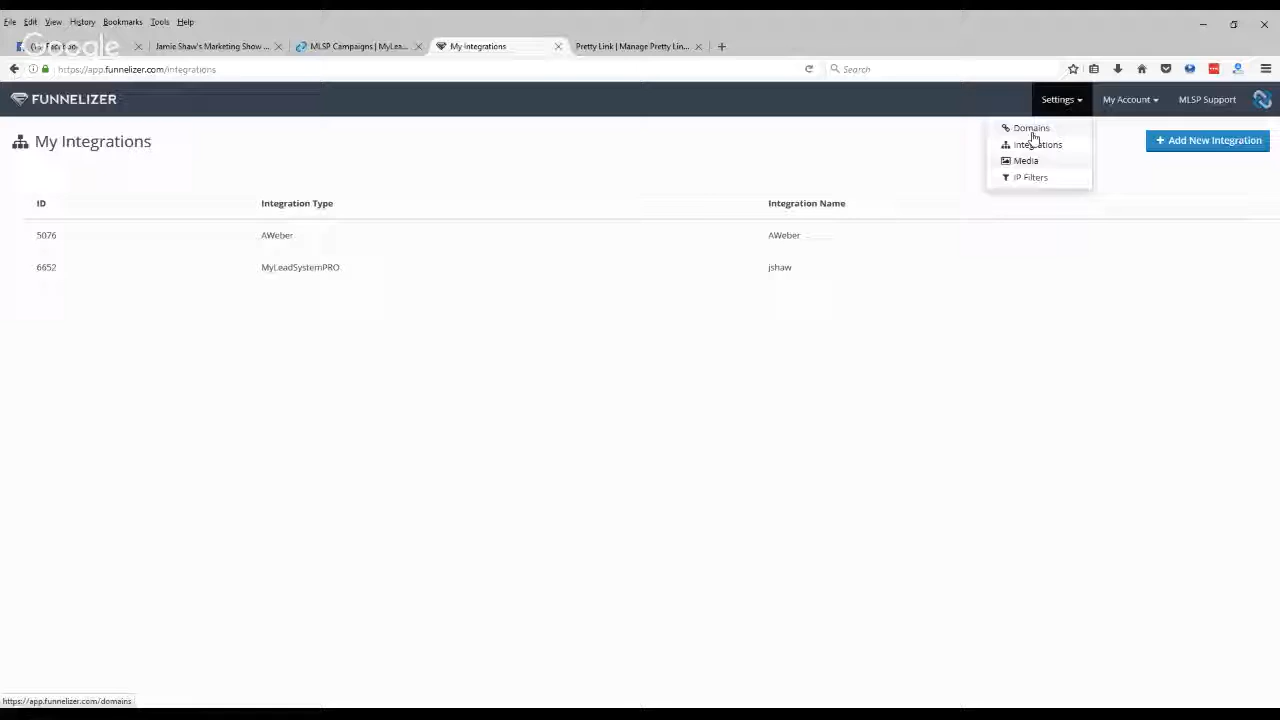 File Edit View History Bookmarks Tools Help
Google
Jamie Shaw's Marketing Show ...
MLSP Campaigns | MyLea...
My Integrations
Pretty Link | Manage Pretty Lin...
https://app.funnelizer.com/integrations
Search
FUNNELIZER
Settings
My Account
MLSP Support
Domains
Integrations
Media
IP Filters
My Integrations
+ Add New Integration
ID Integration Type Integration Name
5076 AWeber AWeber
6652 MyLeadSystemPRO jshaw
https://app.funnelizer.com/domains